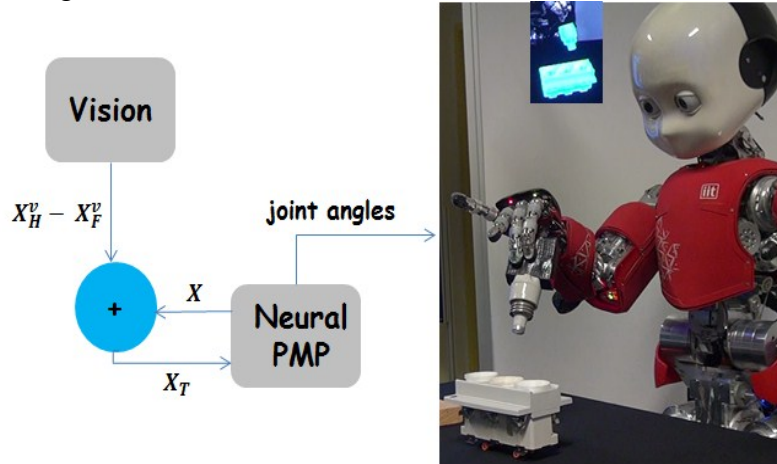 Vision
X_H^v − X_F^v
joint angles
+
X
Neural
PMP
X_T
iit